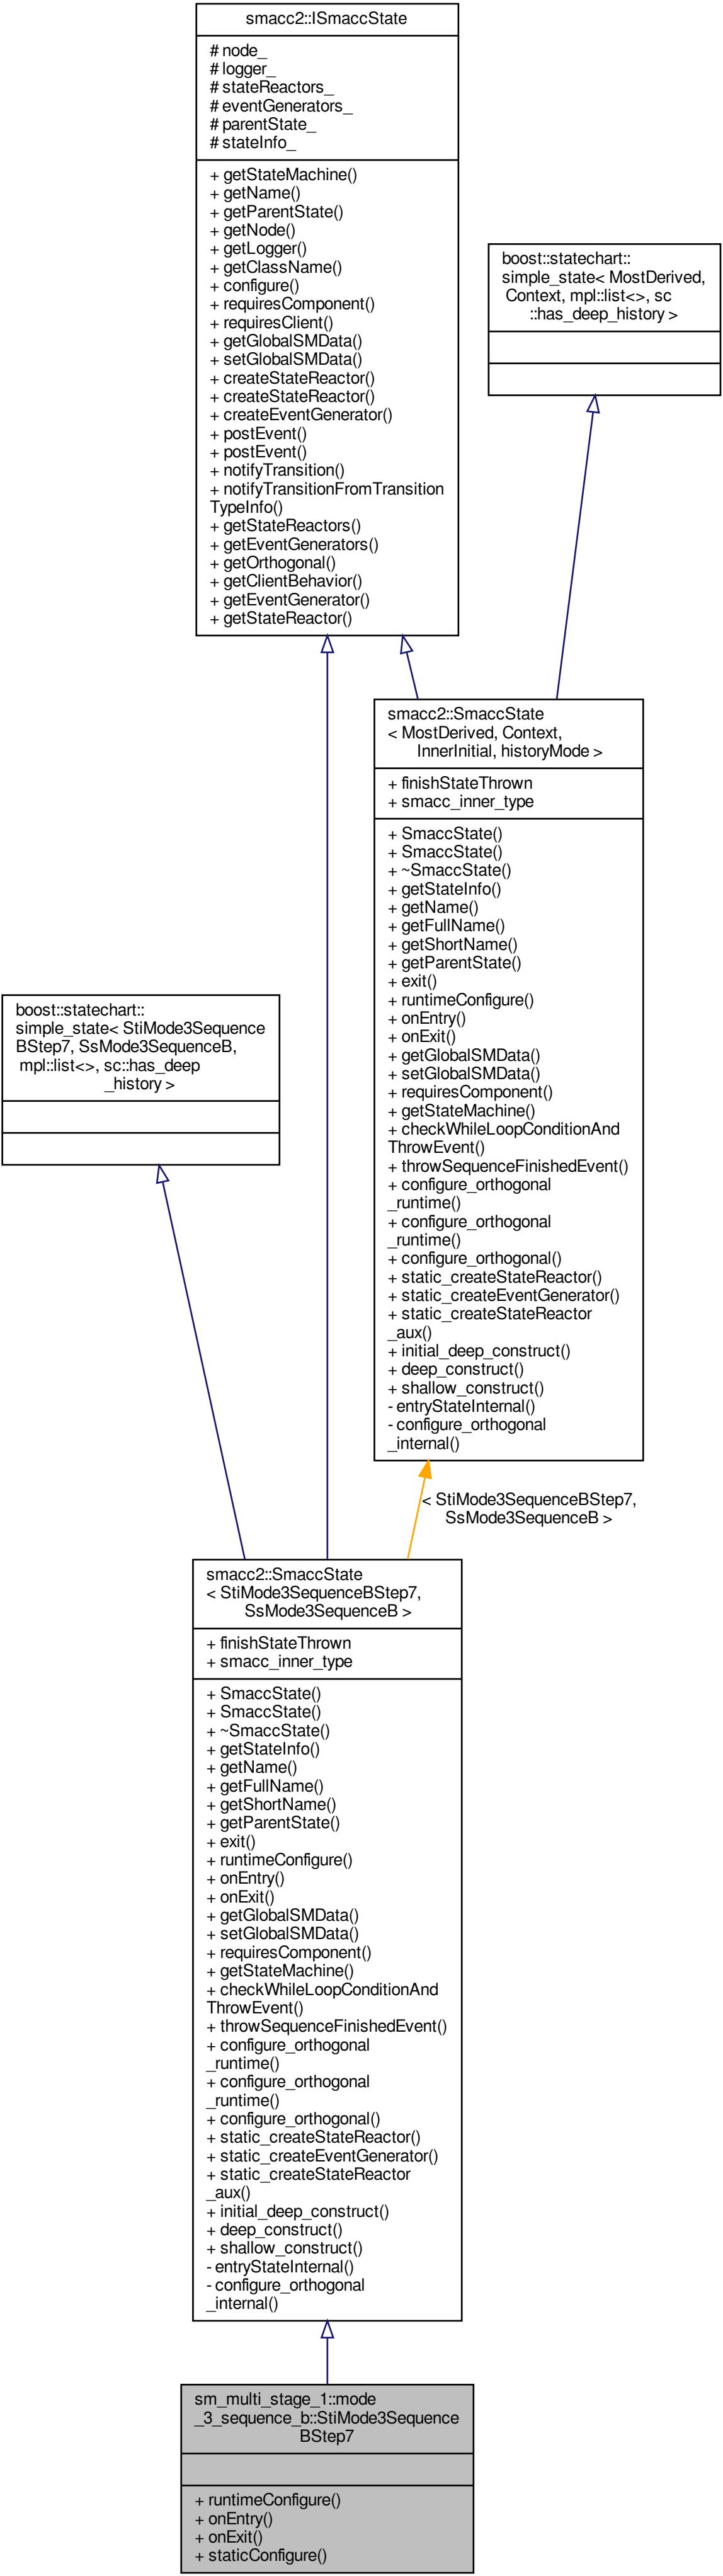 smacc2::ISmaccState
# node_
# logger_
# stateReactors_
# eventGenerators_
# parentState_
# stateInfo_
+ getStateMachine()
+ getName()
+ getParentState()
+ getNode()
+ getLogger()
+ getClassName()
+ configure()
+ requiresComponent()
+ requiresClient()
+ getGlobalSMData()
+ setGlobalSMData()
+ createStateReactor()
+ createStateReactor()
+ createEventGenerator()
+ postEvent()
+ postEvent()
+ notifyTransition()
+ notifyTransitionFromTransition
TypeInfo()
+ getStateReactors()
+ getEventGenerators()
+ getOrthogonal()
+ getClientBehavior()
+ getEventGenerator()
+ getStateReactor()
boost::statechart::
simple_state< MostDerived,
Context, mpl::list<>, sc
::has_deep_history >
smacc2::SmaccState
< MostDerived, Context,
InnerInitial, historyMode >
+ finishStateThrown
+ smacc_inner_type
+ SmaccState()
+ SmaccState()
+ ~SmaccState()
+ getStateInfo()
+ getName()
+ getFullName()
+ getShortName()
+ getParentState()
+ exit()
+ runtimeConfigure()
+ onEntry()
+ onExit()
+ getGlobalSMData()
+ setGlobalSMData()
+ requiresComponent()
+ getStateMachine()
+ checkWhileLoopConditionAnd
ThrowEvent()
+ throwSequenceFinishedEvent()
+ configure_orthogonal
_runtime()
+ configure_orthogonal
_runtime()
+ configure_orthogonal()
+ static_createStateReactor()
+ static_createEventGenerator()
+ static_createStateReactor
_aux()
+ initial_deep_construct()
+ deep_construct()
+ shallow_construct()
- entryStateInternal()
- configure_orthogonal
_internal()
boost::statechart::
simple_state< StiMode3Sequence
BStep7, SsMode3SequenceB,
mpl::list<>, sc::has_deep
_history >
< StiMode3SequenceBStep7,
SsMode3SequenceB >
smacc2::SmaccState
< StiMode3SequenceBStep7,
SsMode3SequenceB >
+ finishStateThrown
+ smacc_inner_type
+ SmaccState()
+ SmaccState()
+ ~SmaccState()
+ getStateInfo()
+ getName()
+ getFullName()
+ getShortName()
+ getParentState()
+ exit()
+ runtimeConfigure()
+ onEntry()
+ onExit()
+ getGlobalSMData()
+ setGlobalSMData()
+ requiresComponent()
+ getStateMachine()
+ checkWhileLoopConditionAnd
ThrowEvent()
+ throwSequenceFinishedEvent()
+ configure_orthogonal
_runtime()
+ configure_orthogonal
_runtime()
+ configure_orthogonal()
+ static_createStateReactor()
+ static_createEventGenerator()
+ static_createStateReactor
_aux()
+ initial_deep_construct()
+ deep_construct()
+ shallow_construct()
- entryStateInternal()
- configure_orthogonal
_internal()
sm_multi_stage_1::mode
_3_sequence_b::StiMode3Sequence
BStep7
+ runtimeConfigure()
+ onEntry()
+ onExit()
+ staticConfigure()